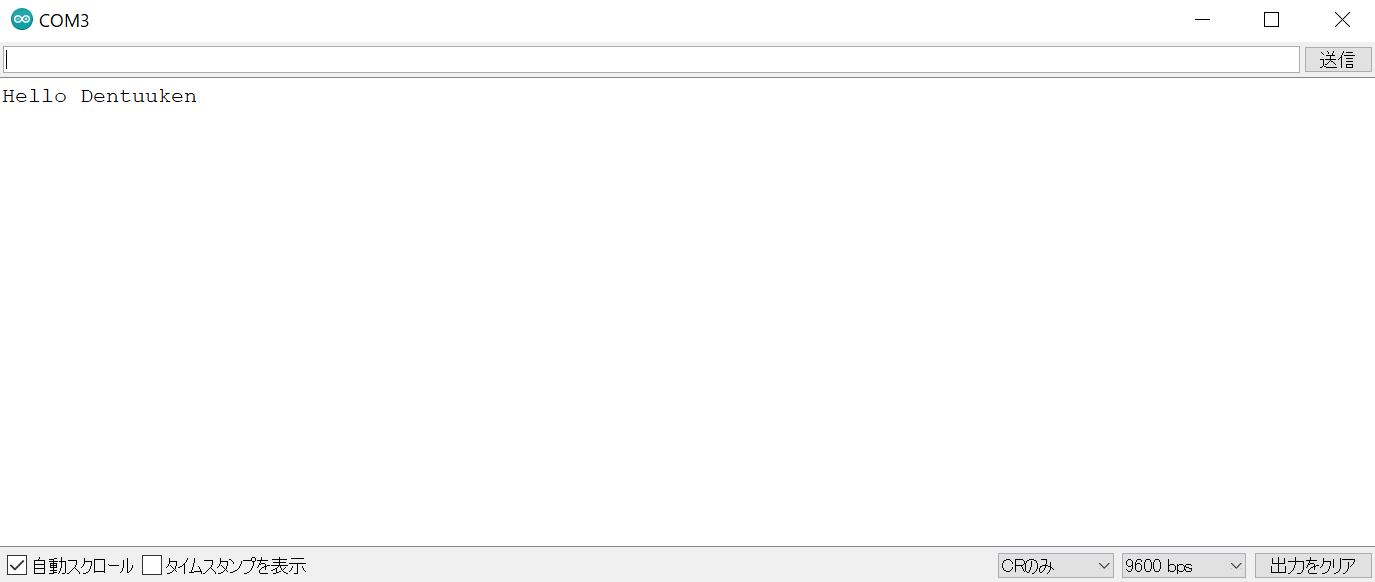 COM3
送信
Hello Dentuuken
自動スクロール タイムスタンプを表示 CRのみ 9600 bps 出力をクリア